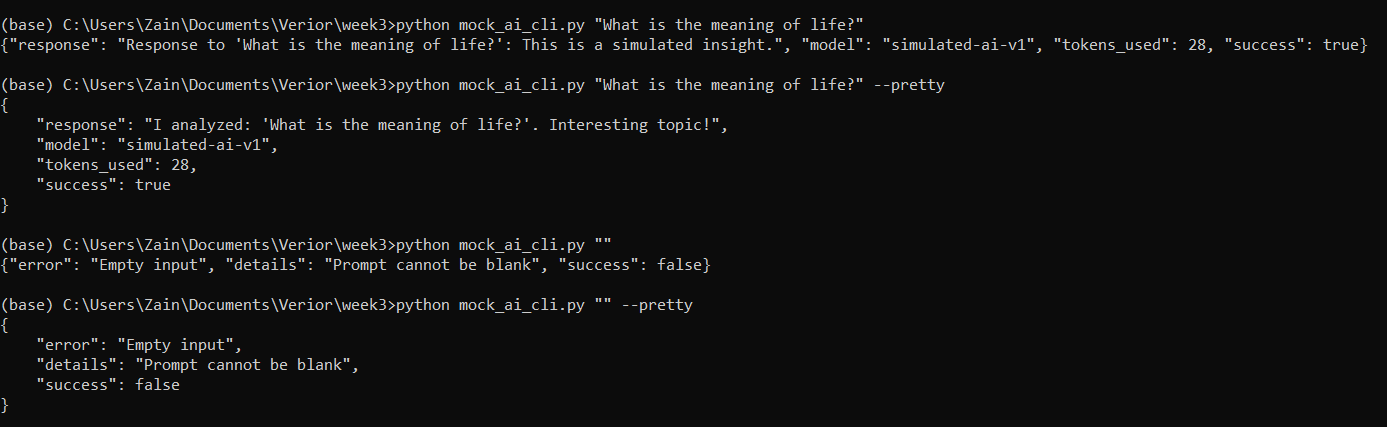 (base) C:\Users\Zain\Documents\Verior\week3>python mock_ai_cli.py "What is the meaning of life?"
{"response": "Response to 'What is the meaning of life?': This is a simulated insight.", "model": "simulated-ai-v1", "tokens_used": 28, "success": true}
(base) C:\Users\Zain\Documents\Verior\week3>python mock_ai_cli.py "What is the meaning of life?" --pretty
{
    "response": "I analyzed: 'What is the meaning of life?'. Interesting topic!",
    "model": "simulated-ai-v1",
    "tokens_used": 28,
    "success": true
}
(base) C:\Users\Zain\Documents\Verior\week3>python mock_ai_cli.py ""
{"error": "Empty input", "details": "Prompt cannot be blank", "success": false}
(base) C:\Users\Zain\Documents\Verior\week3>python mock_ai_cli.py "" --pretty
{
    "error": "Empty input",
    "details": "Prompt cannot be blank",
    "success": false
}